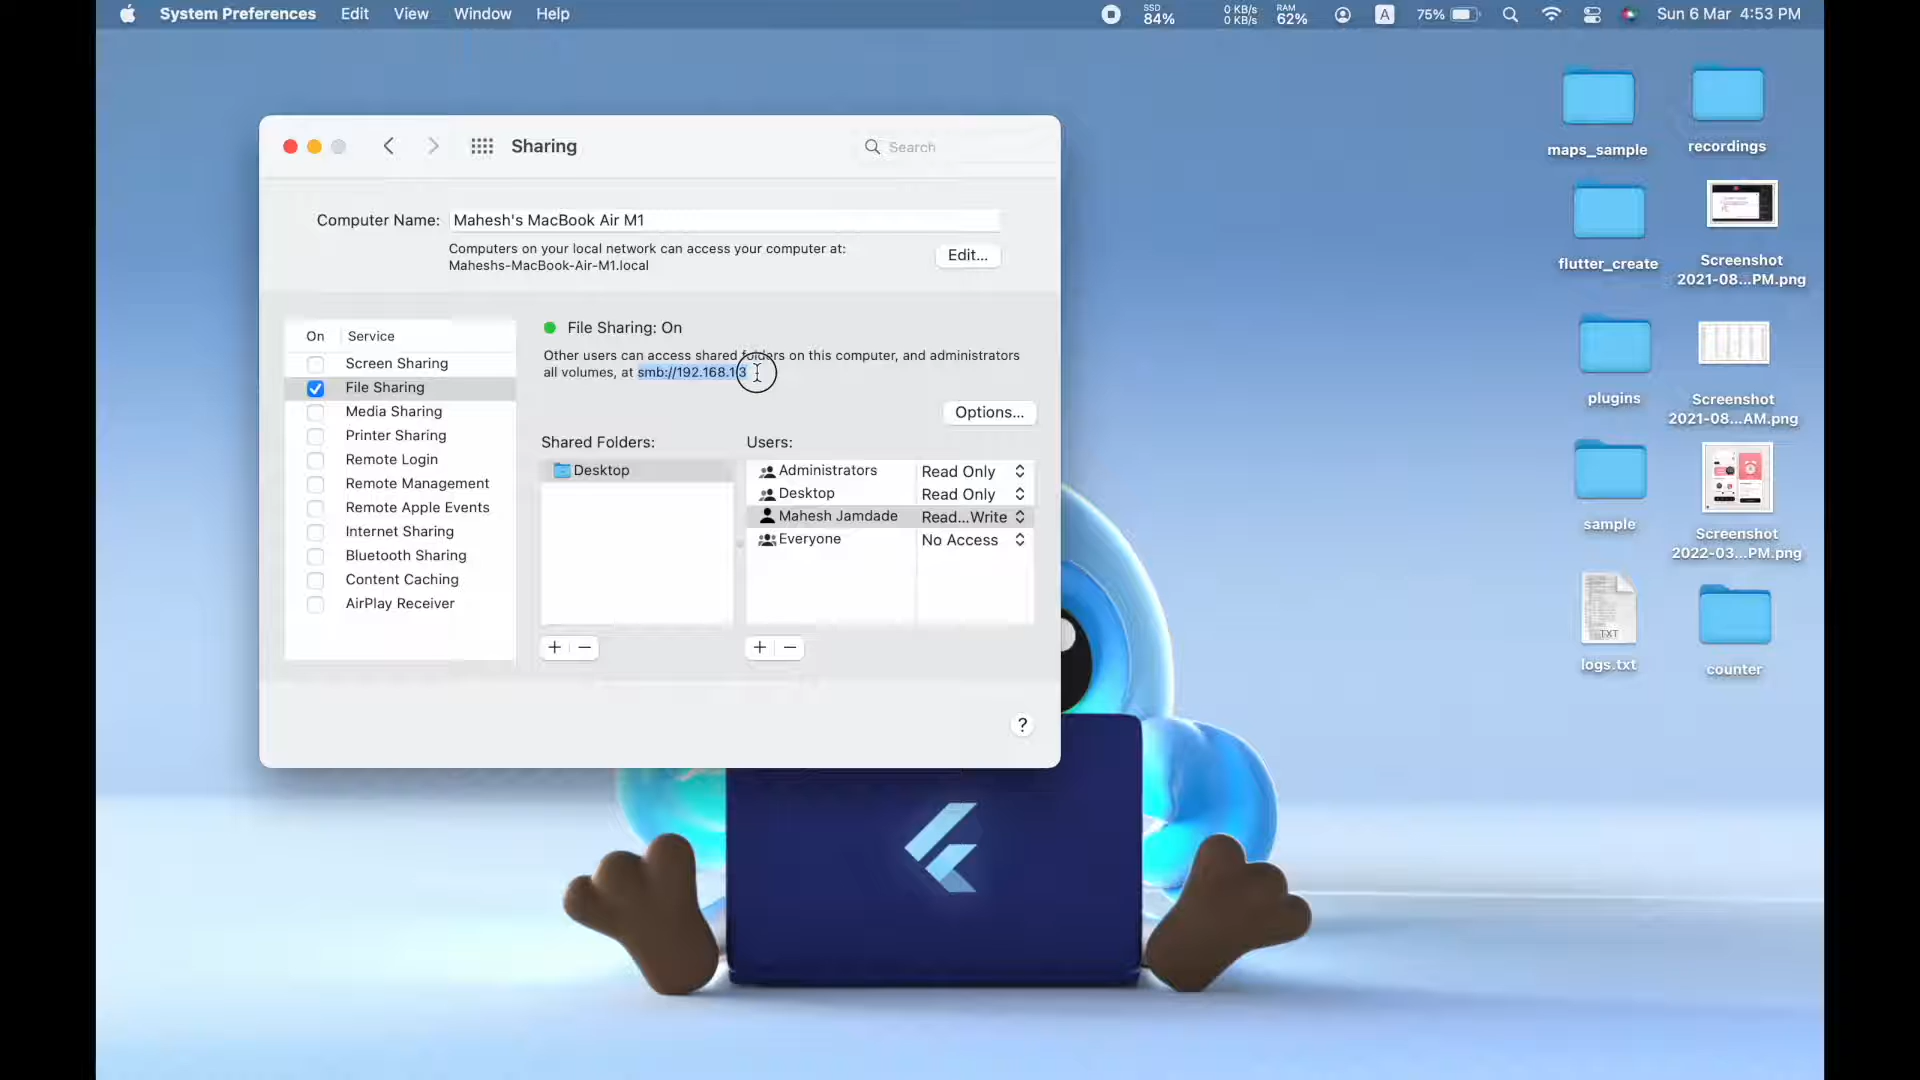 System Preferences Edit View Window Help
SSD 84% 0 KB/s 0 KB/s RAM 62% A 75% Sun 6 Mar 4:53 PM
Sharing
Search
Computer Name: Mahesh's MacBook Air M1
Computers on your local network can access your computer at:
Maheshs-MacBook-Air-M1.local
Edit...
On Service
Screen Sharing
File Sharing
Media Sharing
Printer Sharing
Remote Login
Remote Management
Remote Apple Events
Internet Sharing
Bluetooth Sharing
Content Caching
AirPlay Receiver
File Sharing: On
Other users can access shared folders on this computer, and administrators
all volumes, at smb://192.168.1.3
Options...
Shared Folders:
Desktop
Users:
Administrators Read Only
Desktop Read Only
Mahesh Jamdade Read...Write
Everyone No Access
+ −
+ −
?
maps_sample
recordings
flutter_create
Screenshot
2021-08...PM.png
plugins
Screenshot
2021-08...AM.png
sample
Screenshot
2022-03...PM.png
TXT
logs.txt
counter